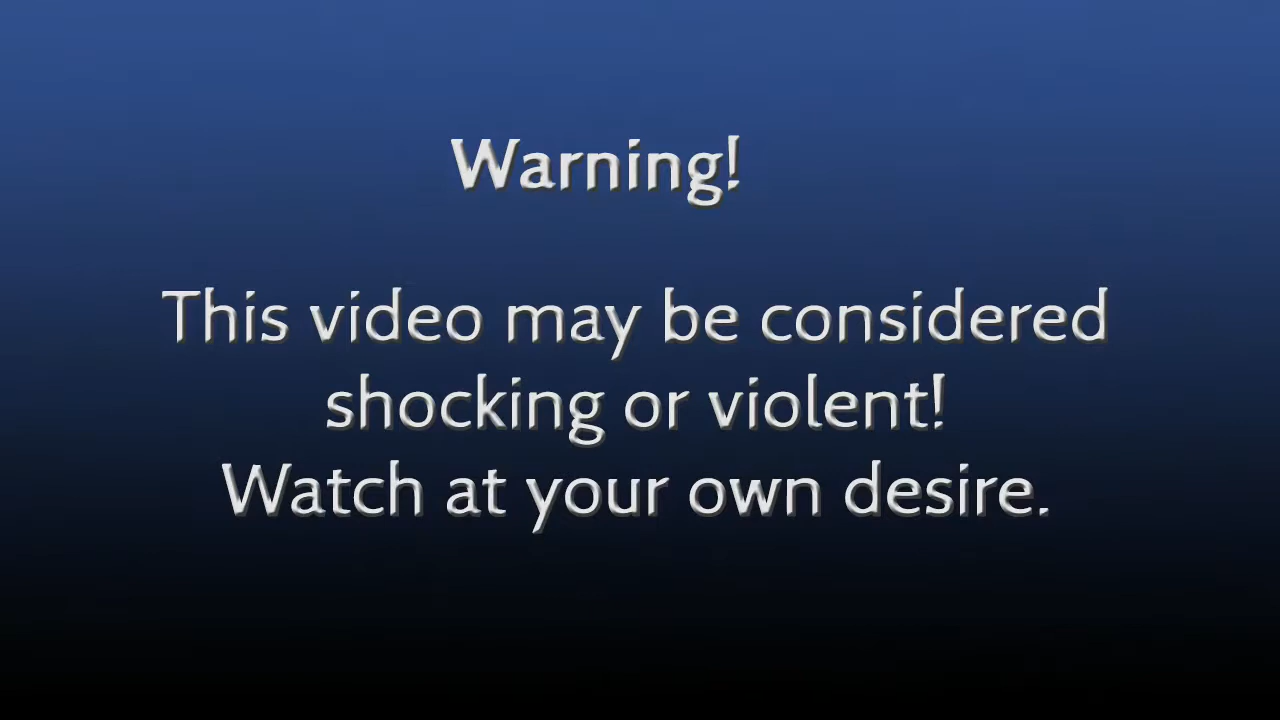 Warning!
This video may be considered
shocking or violent!
Watch at your own desire.